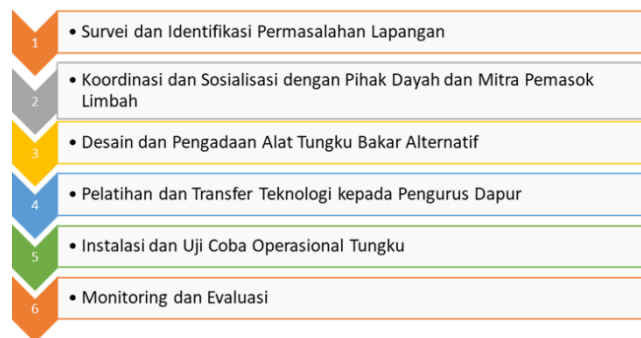 1
• Survei dan Identifikasi Permasalahan Lapangan
2
• Koordinasi dan Sosialisasi dengan Pihak Dayah dan Mitra Pemasok
Limbah
3
• Desain dan Pengadaan Alat Tungku Bakar Alternatif
4
• Pelatihan dan Transfer Teknologi kepada Pengurus Dapur
5
• Instalasi dan Uji Coba Operasional Tungku
6
• Monitoring dan Evaluasi